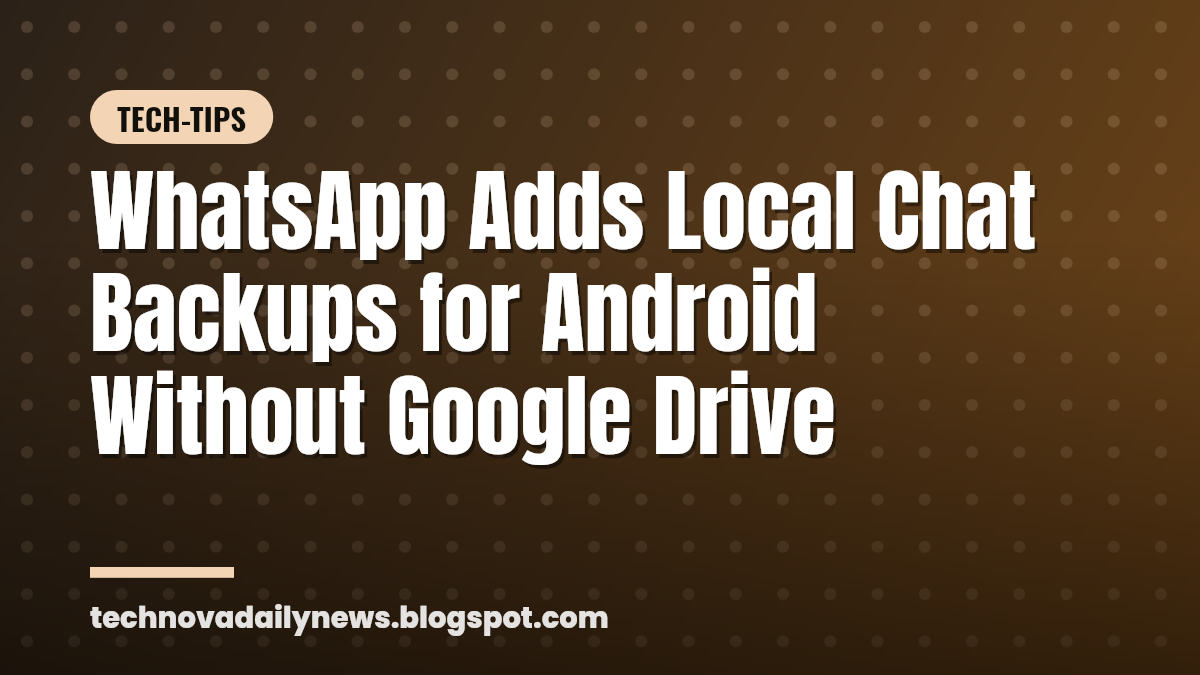 TECH-TIPS
WhatsApp Adds Local Chat
Backups for Android
Without Google Drive
technovadailynews.blogspot.com